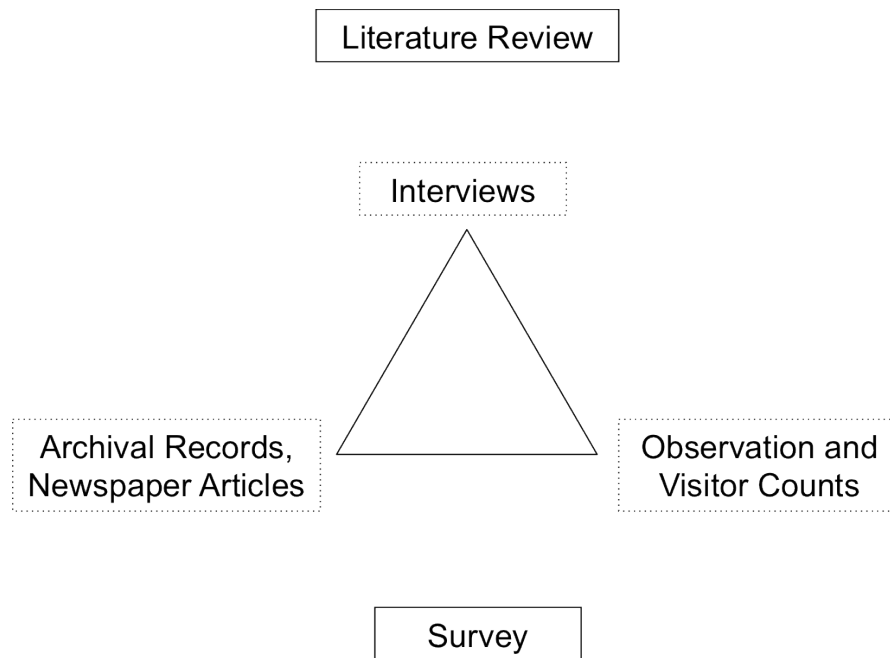 Literature Review
Interviews
Archival Records,
Newspaper Articles
Observation and
Visitor Counts
Survey